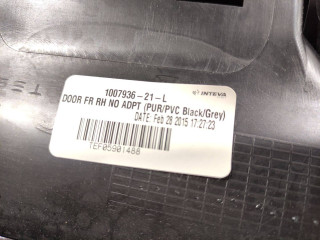 1007936-21-L
INTEVA
DOOR FR RH NO ADPT (PUR/PVC Black/Grey)
DATE: Feb 28 2015 17:27:23
TEF05901488